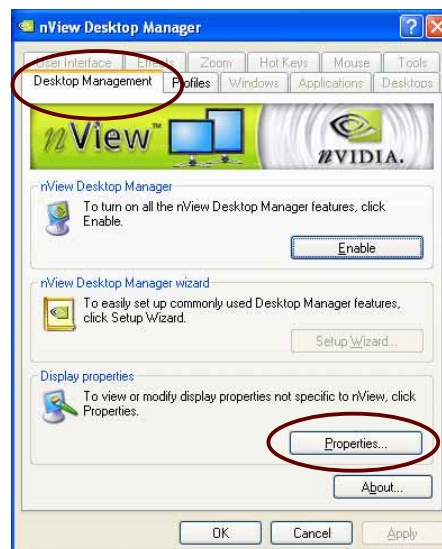 nView Desktop Manager
User Interface Effects Zoom Hot Keys Mouse Tools
Desktop Management Profiles Windows Applications Desktops
nView™ NVIDIA.
nView Desktop Manager
To turn on all the nView Desktop Manager features, click
Enable.
Enable
nView Desktop Manager wizard
To easily set up commonly used Desktop Manager features,
click Setup Wizard.
Setup Wizard...
Display properties
To view or modify display properties not specific to nView, click
Properties.
Properties...
About...
OK Cancel Apply